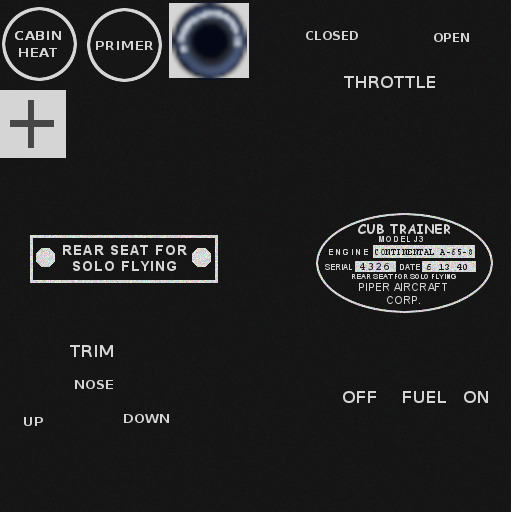 CABIN
HEAT
PRIMER
CLOSED
OPEN
THROTTLE
REAR SEAT FOR
SOLO FLYING
CUB TRAINER
MODEL J3
ENGINE CONTINENTAL A-65-8
SERIAL 4326 DATE 6 12 40
REAR SEAT FOR SOLO FLYING
PIPER AIRCRAFT
CORP.
TRIM
NOSE
UP
DOWN
OFF FUEL ON